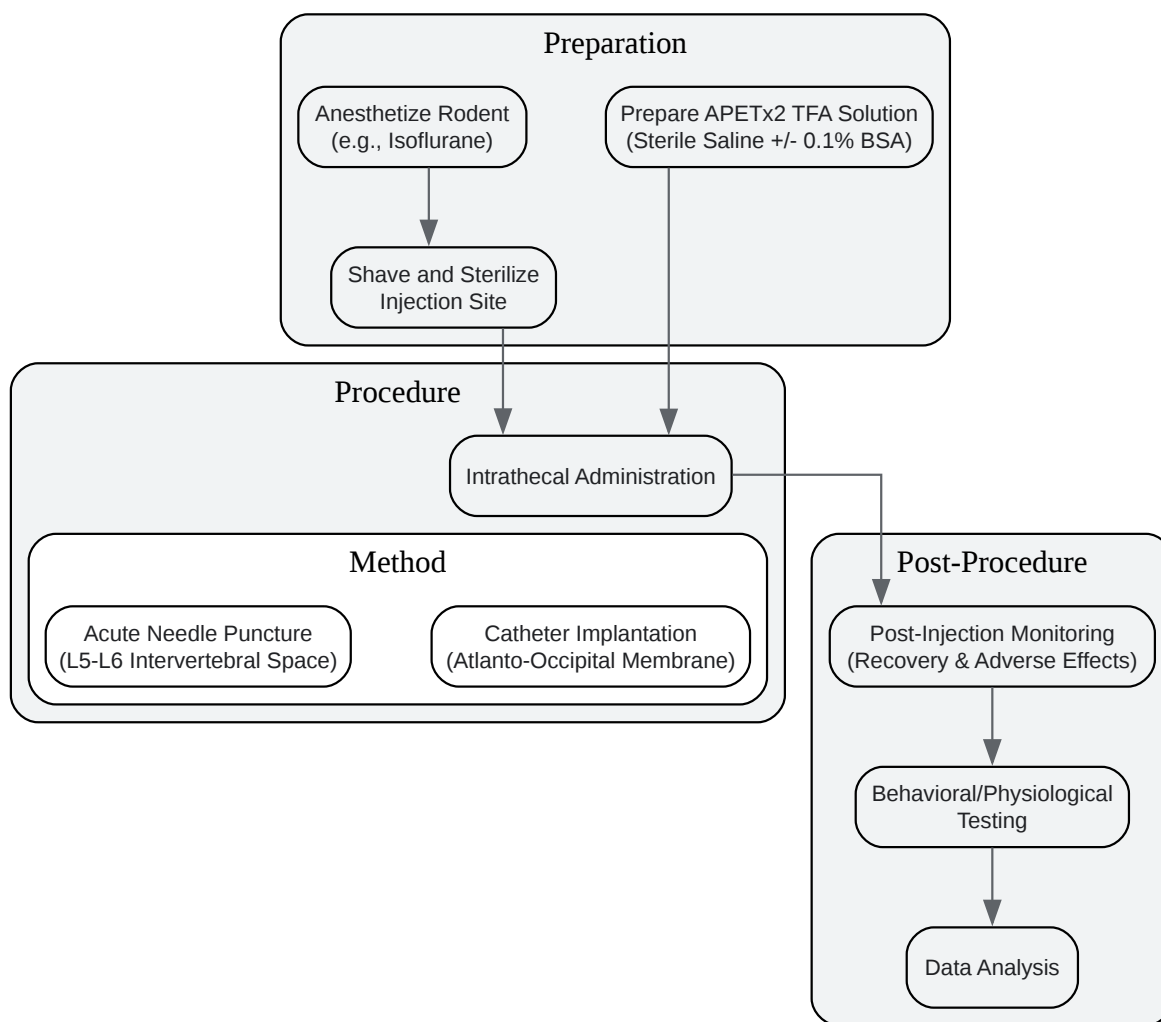 Preparation
Anesthetize Rodent
(e.g., Isoflurane)
Prepare APETx2 TFA Solution
(Sterile Saline +/- 0.1% BSA)
Shave and Sterilize
Injection Site
Procedure
Intrathecal Administration
Method
Acute Needle Puncture
(L5-L6 Intervertebral Space)
Catheter Implantation
(Atlanto-Occipital Membrane)
Post-Procedure
Post-Injection Monitoring
(Recovery & Adverse Effects)
Behavioral/Physiological
Testing
Data Analysis